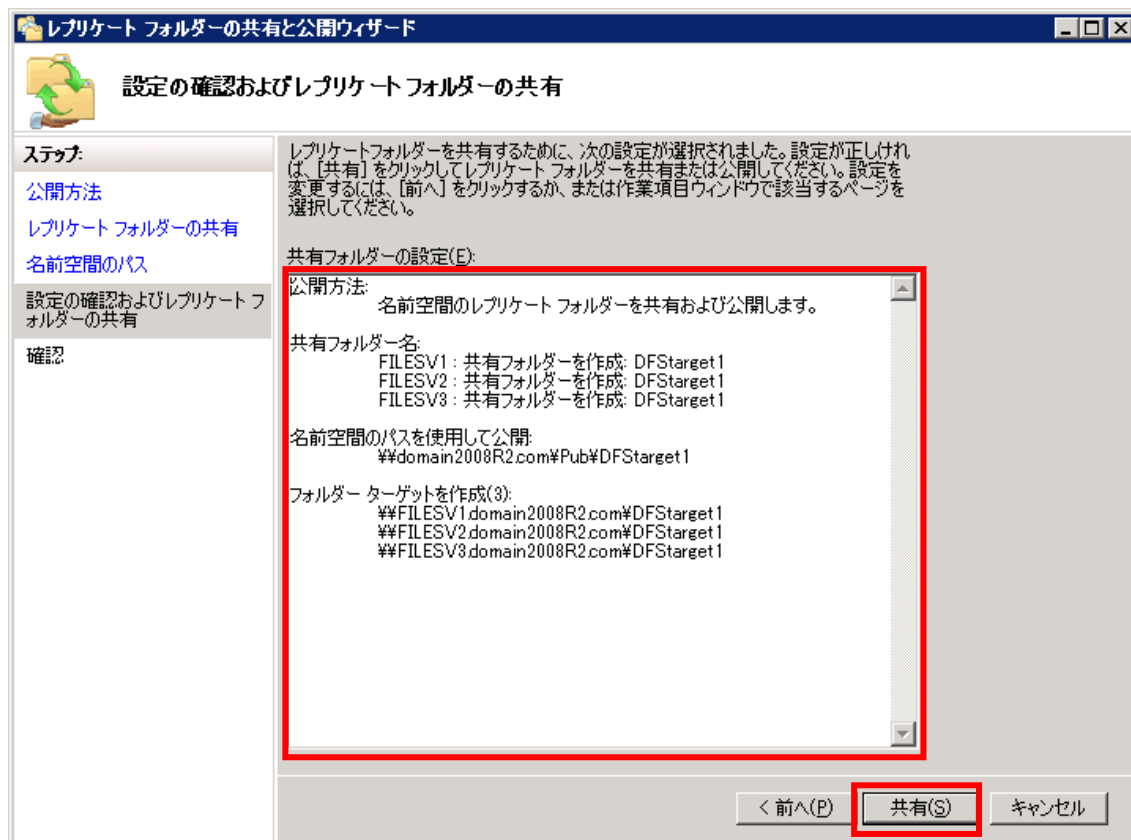 レプリケート フォルダーの共有と公開ウィザード
設定の確認およびレプリケート フォルダーの共有
ステップ:
公開方法
レプリケート フォルダーの共有
名前空間のパス
設定の確認およびレプリケート フ
ォルダーの共有
確認
レプリケートフォルダーを共有するために、次の設定が選択されました。設定が正しけれ
ば、[共有] をクリックしてレプリケート フォルダーを共有または公開してください。設定を
変更するには、[前へ] をクリックするか、または作業項目ウィンドウで該当するページを
選択してください。
共有フォルダーの設定(E):
公開方法:
名前空間のレプリケート フォルダーを共有および公開します。
共有フォルダー名:
FILESV1 : 共有フォルダーを作成: DFStarget1
FILESV2 : 共有フォルダーを作成: DFStarget1
FILESV3 : 共有フォルダーを作成: DFStarget1
名前空間のパスを使用して公開:
¥¥domain2008R2.com¥Pub¥DFStarget1
フォルダー ターゲットを作成(3):
¥¥FILESV1.domain2008R2.com¥DFStarget1
¥¥FILESV2.domain2008R2.com¥DFStarget1
¥¥FILESV3.domain2008R2.com¥DFStarget1
< 前へ(P)
共有(S)
キャンセル